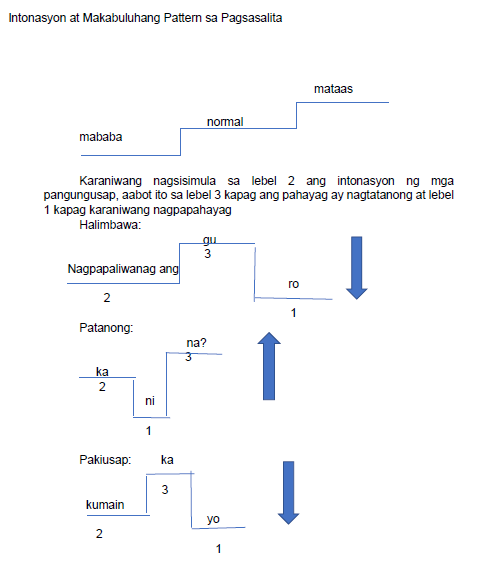 Intonasyon at Makabuluhang Pattern sa Pagsasalita
mataas
normal
mababa
Karaniwang nagsisimula sa lebel 2 ang intonasyon ng mga
pangungusap, aabot ito sa lebel 3 kapag ang pahayag ay nagtatanong at lebel
1 kapag karaniwang nagpapahayag
Halimbawa:
gu
3
Nagpapaliwanag ang
2
ro
1
Patanong:
na?
3
ka
2
ni
1
Pakiusap: ka
3
kumain
2
yo
1